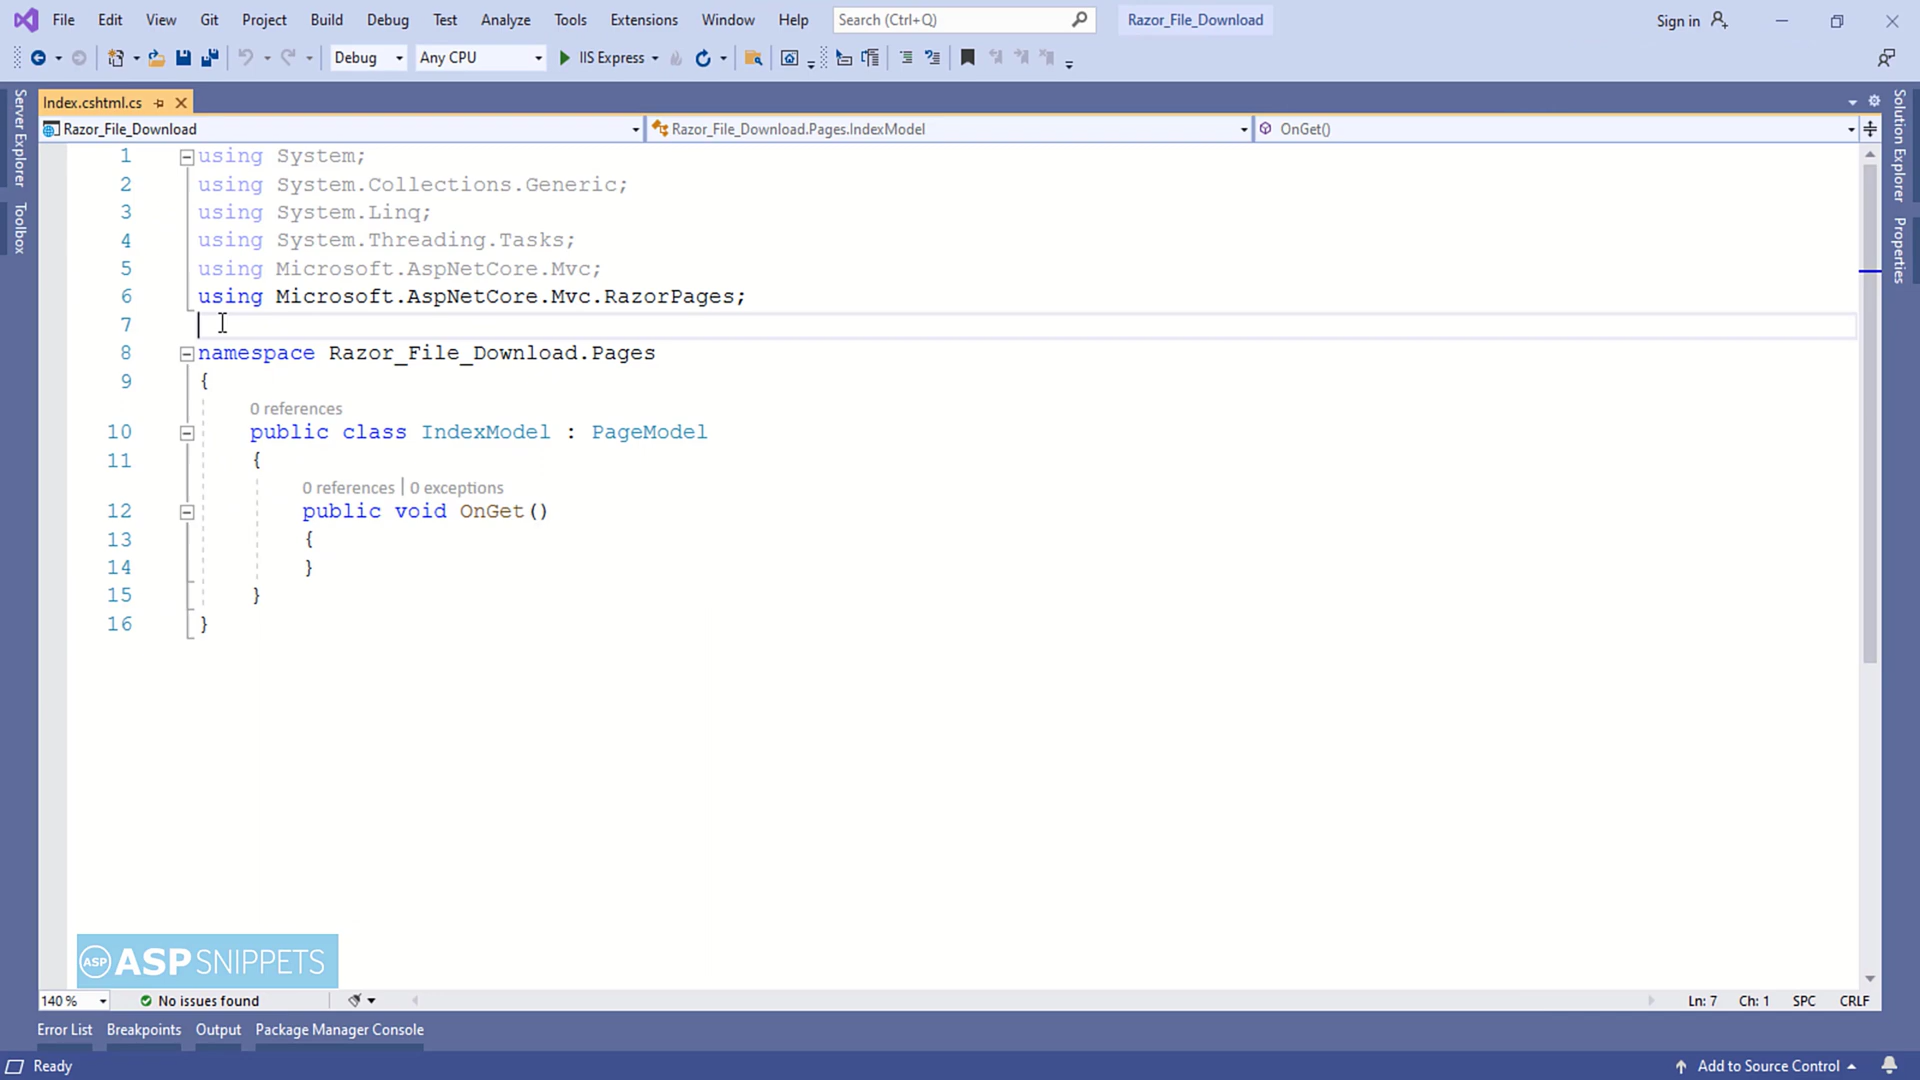 File Edit View Git Project Build Debug Test Analyze Tools Extensions Window Help Search (Ctrl+Q) Razor_File_Download Sign in
Debug Any CPU IIS Express
Index.cshtml.cs
Razor_File_Download Razor_File_Download.Pages.IndexModel OnGet()
Server Explorer
Toolbox
Solution Explorer
Properties
1 using System;
2 using System.Collections.Generic;
3 using System.Linq;
4 using System.Threading.Tasks;
5 using Microsoft.AspNetCore.Mvc;
6 using Microsoft.AspNetCore.Mvc.RazorPages;
7
8 namespace Razor_File_Download.Pages
9 {
0 references
10 public class IndexModel : PageModel
11 {
0 references | 0 exceptions
12 public void OnGet()
13 {
14 }
15 }
16 }
ASP ASPSNIPPETS
140 % No issues found Ln: 7 Ch: 1 SPC CRLF
Error List Breakpoints Output Package Manager Console
Ready Add to Source Control